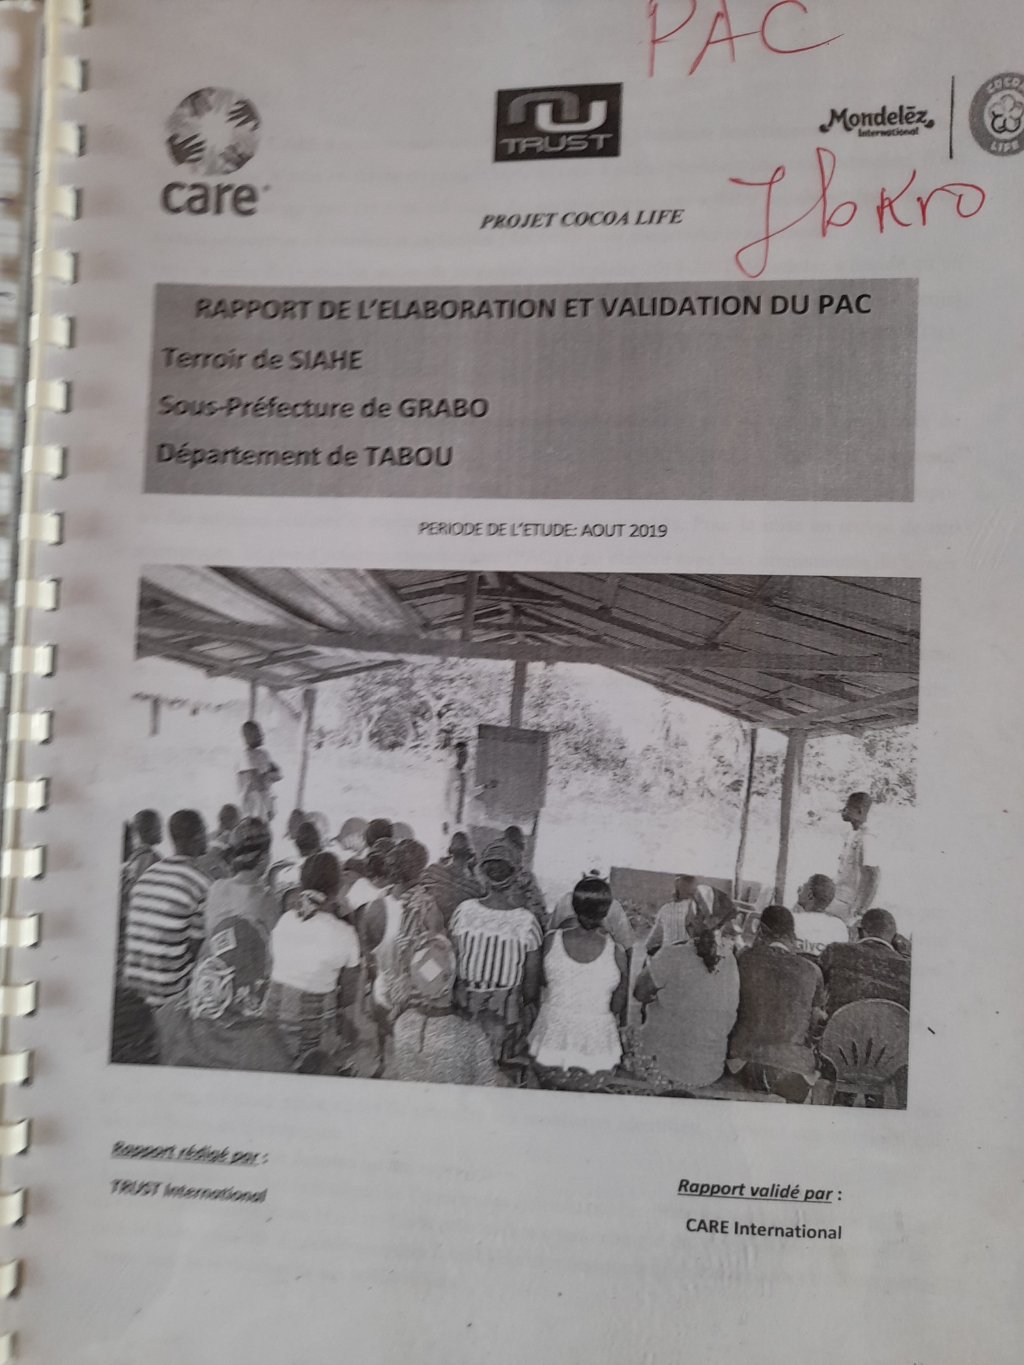 PAC
care
TRUST
Mondelēz
International
COCOA
LIFE
PROJET COCOA LIFE
RAPPORT DE L'ELABORATION ET VALIDATION DU PAC
Terroir de SIAHE
Sous-Préfecture de GRABO
Département de TABOU
PERIODE DE L'ETUDE: AOUT 2019
Rapport rédigé par :
TRUST International
Rapport validé par :
CARE International